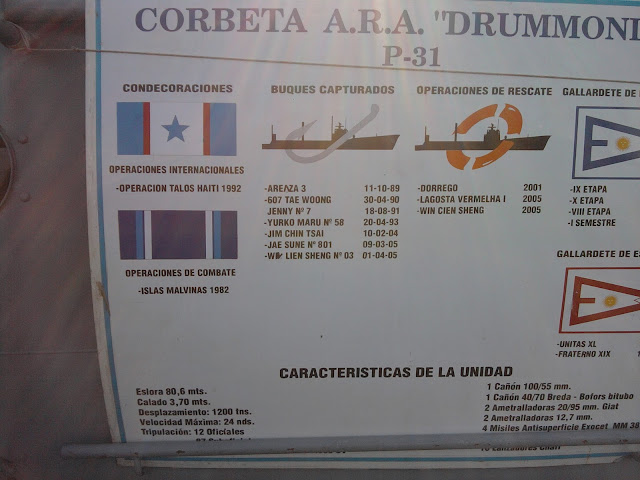 CORBETA A.R.A. "DRUMMOND
P-31
CONDECORACIONES
OPERACIONES INTERNACIONALES
-OPERACION TALOS HAITI 1992
OPERACIONES DE COMBATE
-ISLAS MALVINAS 1982
BUQUES CAPTURADOS
-ARENZA 3 11-10-89
-607 TAE WOONG 30-04-90
JENNY Nº 7 18-08-91
-YURKO MARU Nº 58 20-04-93
-JIM CHIN TSAI 10-02-04
-JAE SUNE Nº 801 09-03-05
LIEN SHENG Nº 03 01-04-05
OPERACIONES DE RESCATE
-DORREGO 2001
-LAGOSTA VERMELHA I 2005
-WIN CIEN SHENG 2005
GALLARDETE DE
E
-IX ETAPA
-X ETAPA
-VIII ETAPA
-I SEMESTRE
GALLARDETE DE
E
-UNITAS XL
-FRATERNO XIX
CARACTERISTICAS DE LA UNIDAD
Eslora 80,6 mts.
Calado 3,70 mts.
Desplazamiento: 1200 tns.
Velocidad Máxima: 24 nds.
Tripulación: 12 Oficiales
1 Cañón 100/55 mm.
1 Cañón 40/70 Breda - Bofors bitubo
2 Ametralladoras 20/95 mm. Giat
2 Ametralladoras 12,7 mm.
4 Misiles Antisuperficie Exocet MM 38